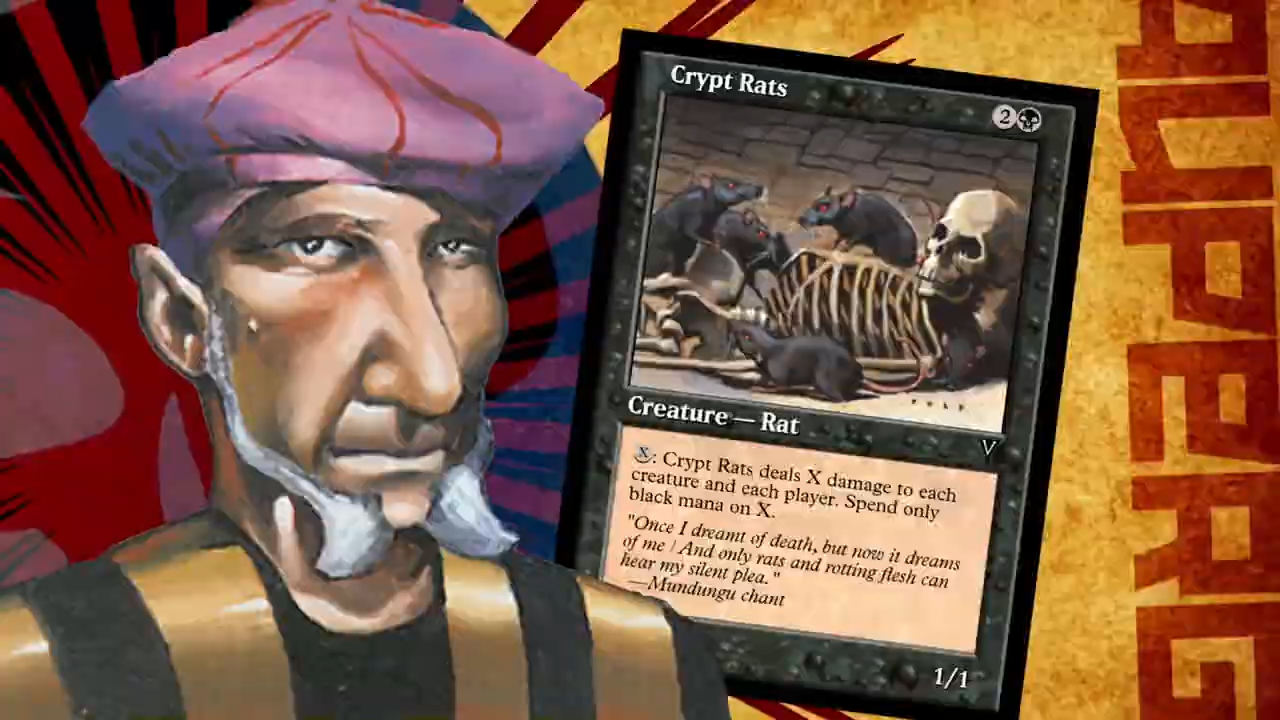 Crypt Rats
2
Creature — Rat
V
X: Crypt Rats deals X damage to each
creature and each player. Spend only
black mana on X.
"Once I dreamt of death, but now it dreams
of me / And only rats and rotting flesh can
hear my silent plea."
—Mundungu chant
1/1